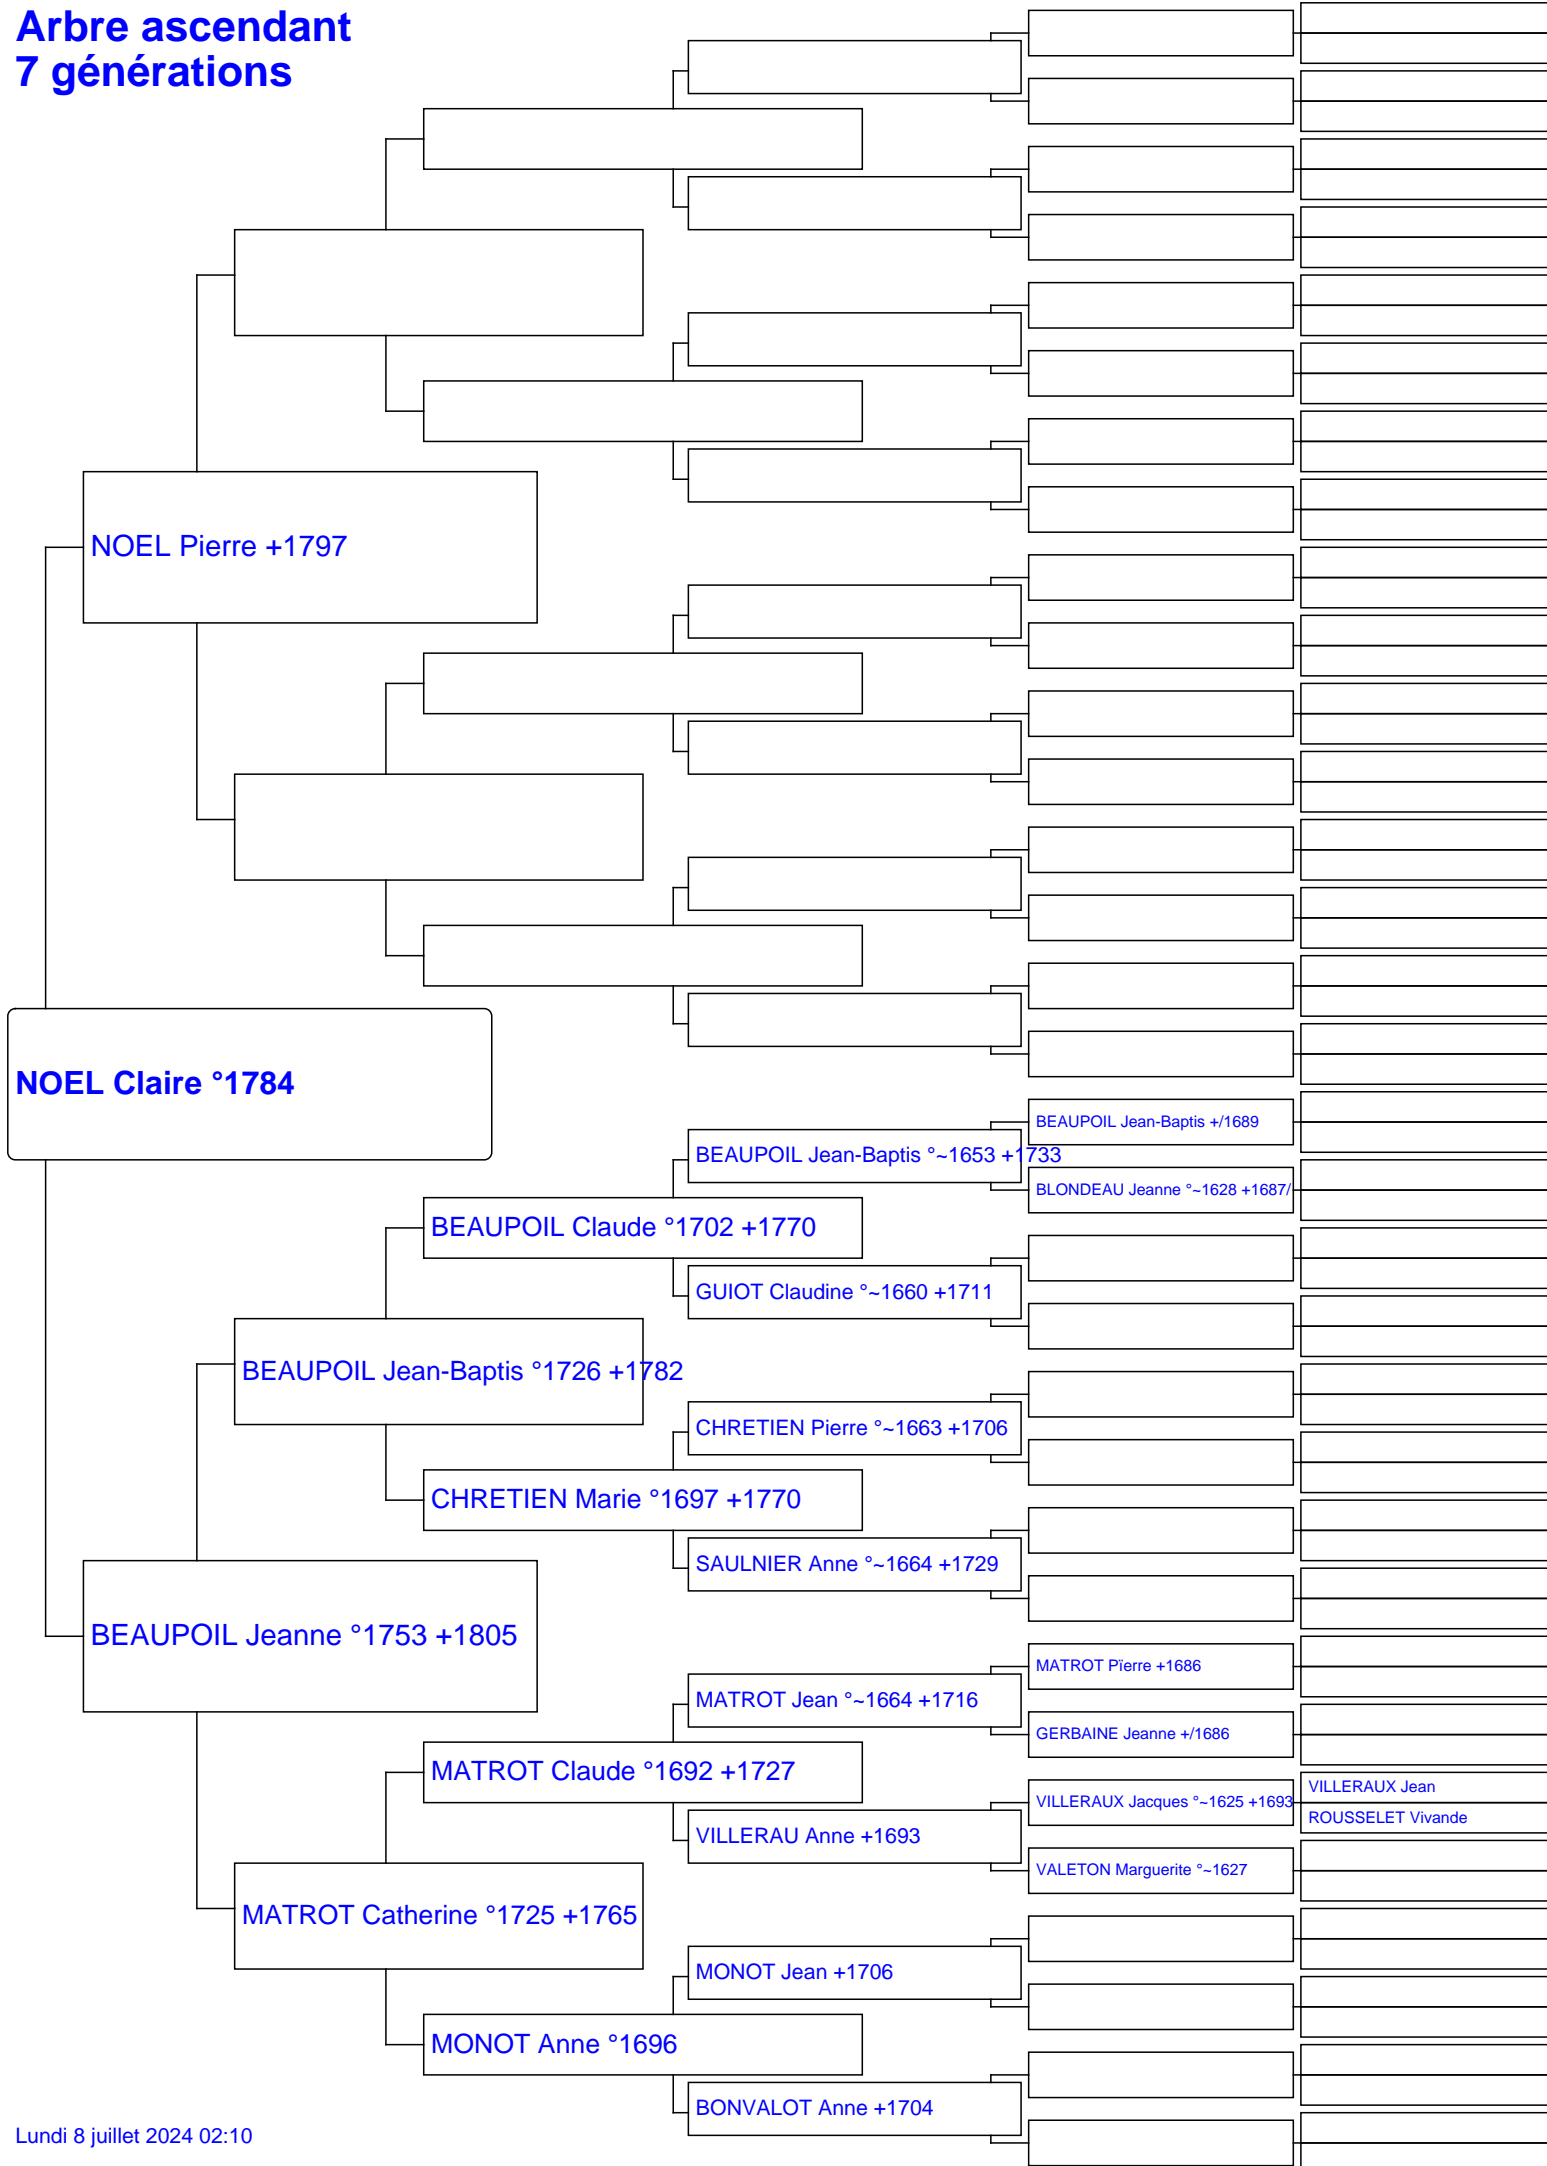 Arbre ascendant
7 générations
NOEL Pierre +1797
NOEL Claire °1784
BEAUPOIL Jean-Baptis +/1689
BEAUPOIL Jean-Baptis °~1653 +1733
BLONDEAU Jeanne °~1628 +1687/
BEAUPOIL Claude °1702 +1770
GUIOT Claudine °~1660 +1711
BEAUPOIL Jean-Baptis °1726 +1782
CHRETIEN Pierre °~1663 +1706
CHRETIEN Marie °1697 +1770
SAULNIER Anne °~1664 +1729
BEAUPOIL Jeanne °1753 +1805
MATROT Pïerre +1686
MATROT Jean °~1664 +1716
GERBAINE Jeanne +/1686
MATROT Claude °1692 +1727
VILLERAUX Jean
VILLERAUX Jacques °~1625 +1693
ROUSSELET Vivande
VILLERAU Anne +1693
VALETON Marguerite °~1627
MATROT Catherine °1725 +1765
MONOT Jean +1706
MONOT Anne °1696
BONVALOT Anne +1704
Lundi 8 juillet 2024 02:10